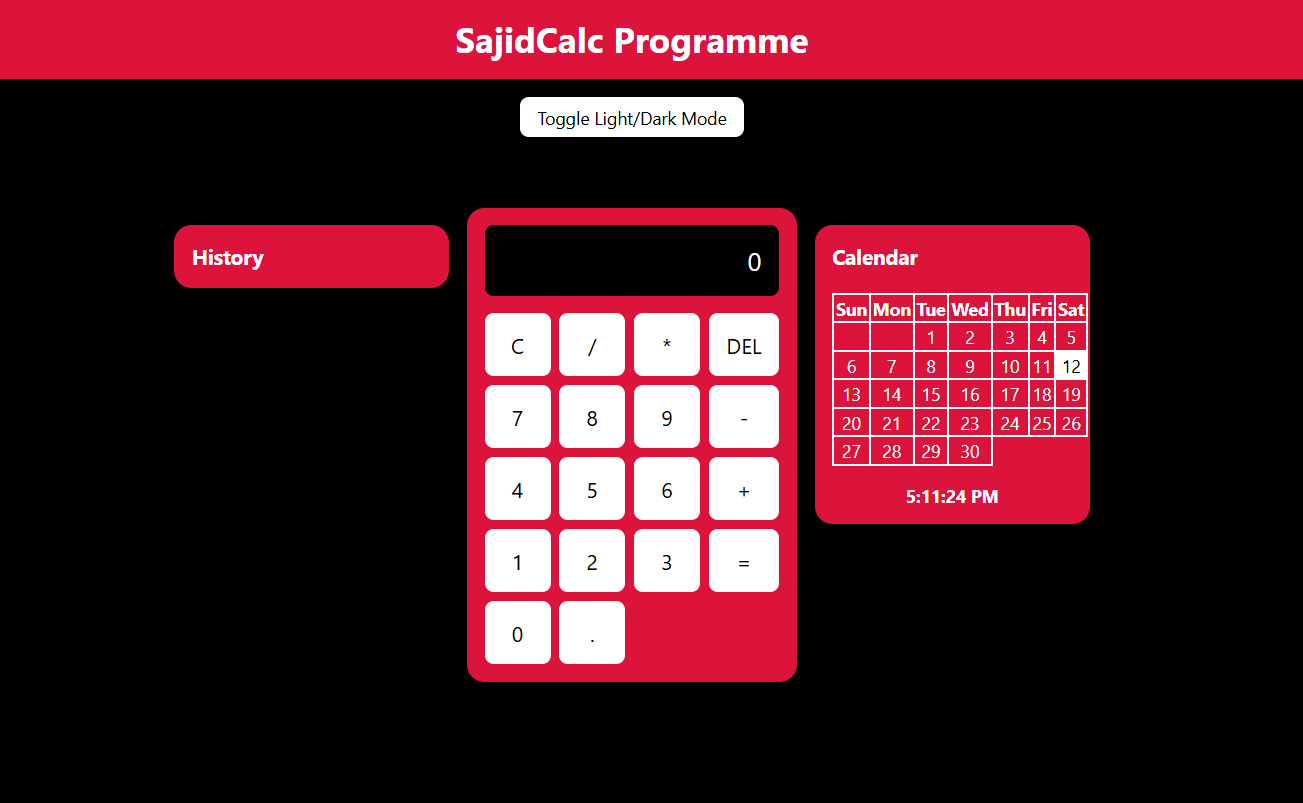 SajidCalc Programme
Toggle Light/Dark Mode
History
0
C / * DEL
7 8 9 -
4 5 6 +
1 2 3 =
0 .
Calendar
Sun Mon Tue Wed Thu Fri Sat
1 2 3 4 5
6 7 8 9 10 11 12
13 14 15 16 17 18 19
20 21 22 23 24 25 26
27 28 29 30
5:11:24 PM